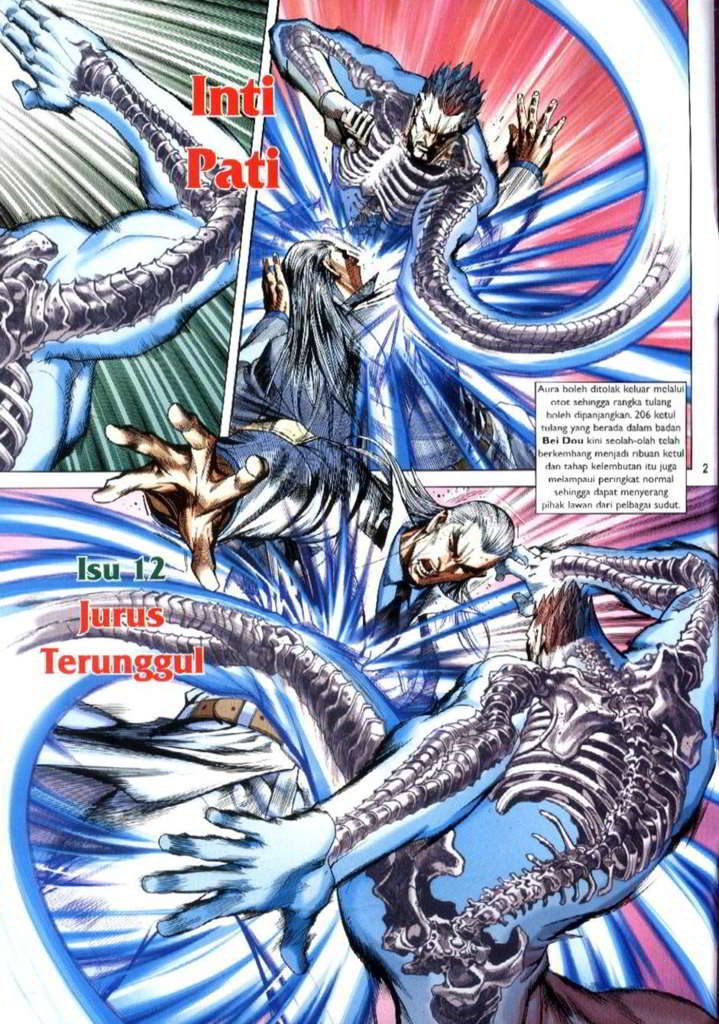 Inti
Pati
Aura boleh ditolak keluar melalui
otot sehingga rangka tulang
boleh dipanjangkan. 206 ketul
tulang yang berada dalam badan
Bei Dou kini seolah-olah telah
berkembang menjadi ribuan ketul
dan tahap kelembutan itu juga
melampaui peringkat normal
sehingga dapat menyerang
pihak lawan dari pelbagai sudut.
2
Isu 12
Jurus
Terunggul